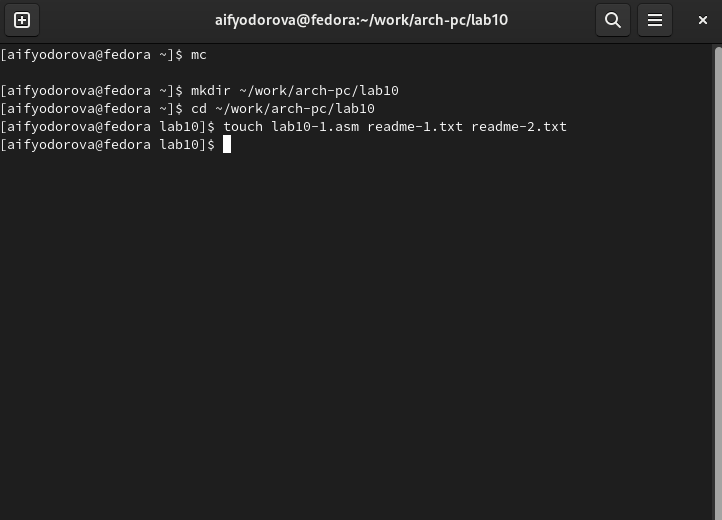 aifyodorova@fedora:~/work/arch-pc/lab10
[aifyodorova@fedora ~]$ mc
[aifyodorova@fedora ~]$ mkdir ~/work/arch-pc/lab10
[aifyodorova@fedora ~]$ cd ~/work/arch-pc/lab10
[aifyodorova@fedora lab10]$ touch lab10-1.asm readme-1.txt readme-2.txt
[aifyodorova@fedora lab10]$